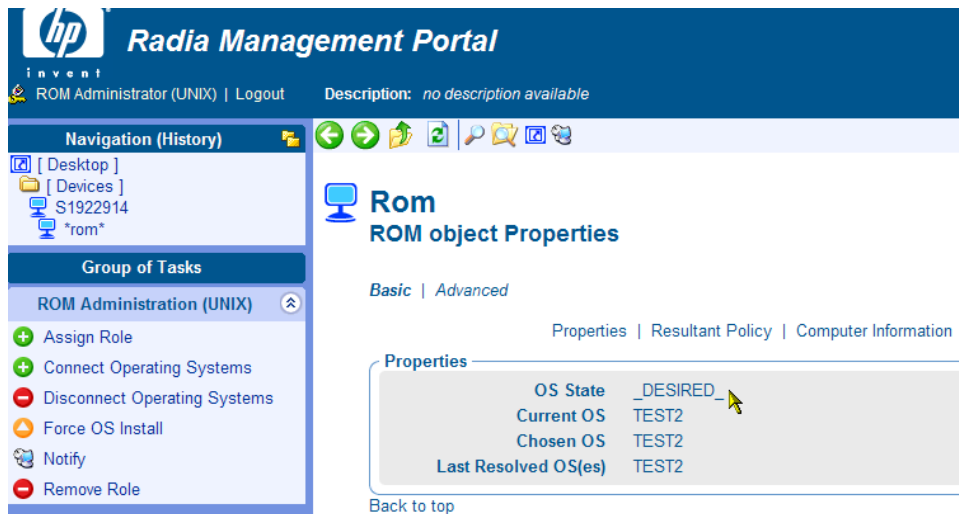 hp
invent
Radia Management Portal
ROM Administrator (UNIX) | Logout
Description: no description available
Navigation (History)
[ Desktop ]
[ Devices ]
S1922914
*rom*
Group of Tasks
ROM Administration (UNIX)
Assign Role
Connect Operating Systems
Disconnect Operating Systems
Force OS Install
Notify
Remove Role
Rom
ROM object Properties
Basic | Advanced
Properties | Resultant Policy | Computer Information
Properties
OS State _DESIRED_
Current OS TEST2
Chosen OS TEST2
Last Resolved OS(es) TEST2
Back to top